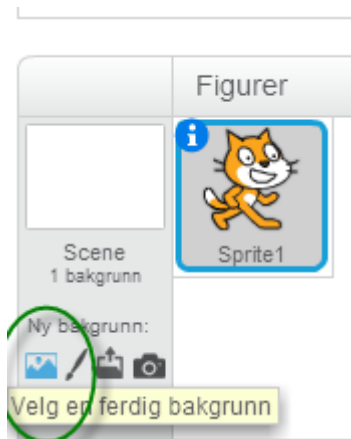 Figurer
i
Sprite1
Scene
1 bakgrunn
Ny bakgrunn:
Velg en ferdig bakgrunn